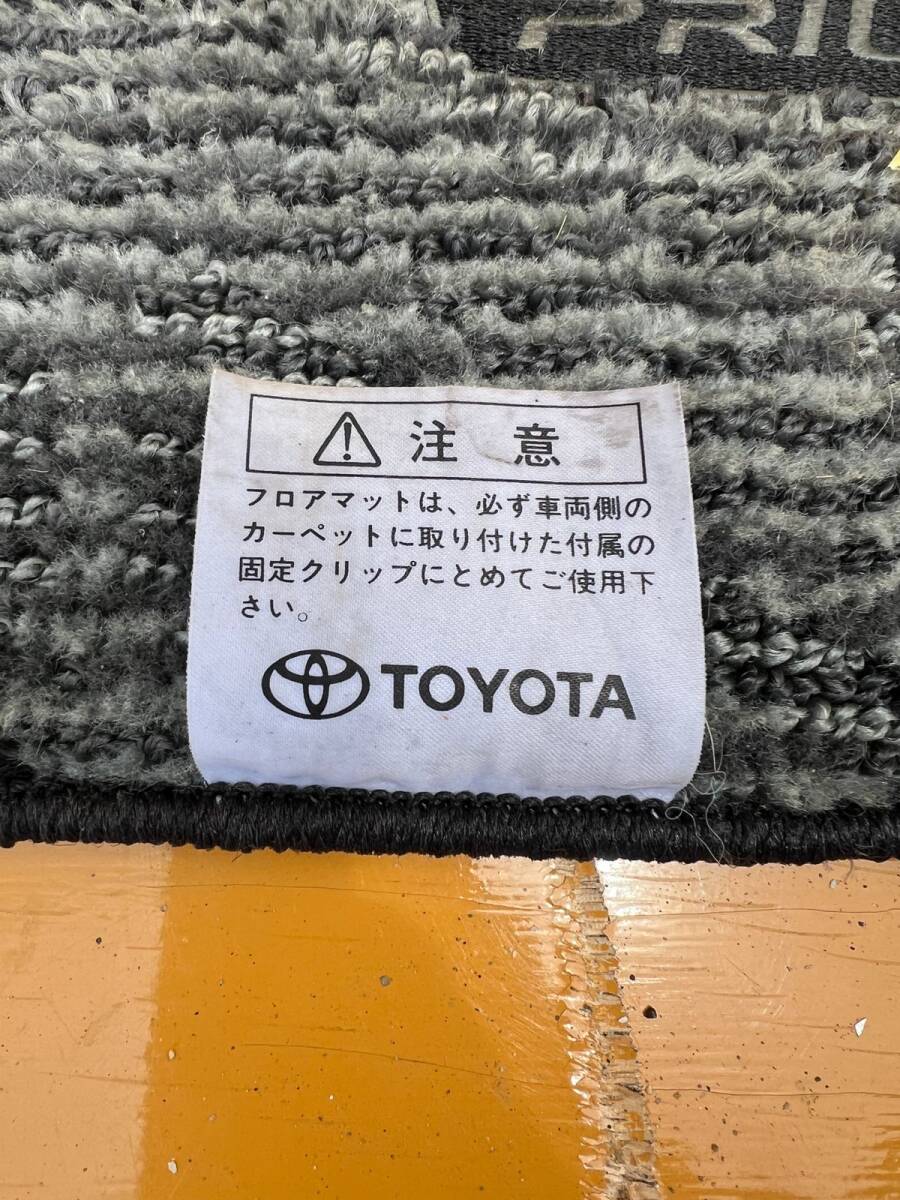 PRIU
注 意
フロアマットは、必ず車両側の
カーペットに取り付けた付属の
固定クリップにとめてご使用下
さい。
TOYOTA